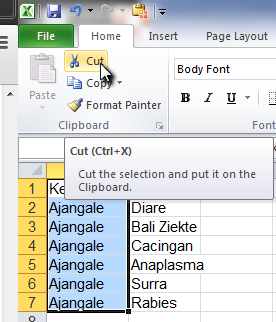 File Home Insert Page Layout
Cut
Paste
Copy
Format Painter
Clipboard
Body Font
B I U
Cut (Ctrl+X)
Cut the selection and put it on the
Clipboard.
1 Ke
2 Ajangale Diare
3 Ajangale Bali Ziekte
4 Ajangale Cacingan
5 Ajangale Anaplasma
6 Ajangale Surra
7 Ajangale Rabies